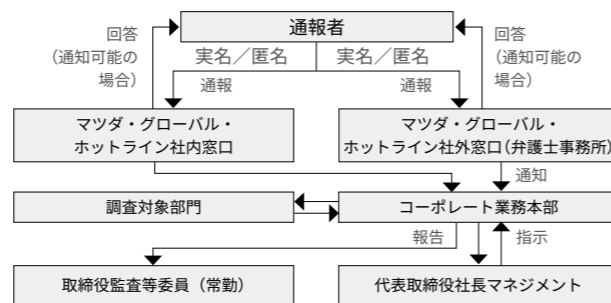 通報者
回答
（通知可能の
場合）
実名／匿名
実名／匿名
回答
（通知可能の
場合）
通報
通報
マツダ・グローバル・
ホットライン社内窓口
マツダ・グローバル・
ホットライン社外窓口(弁護士事務所)
通知
調査対象部門
コーポレート業務本部
報告
指示
取締役監査等委員（常勤）
代表取締役社長マネジメント